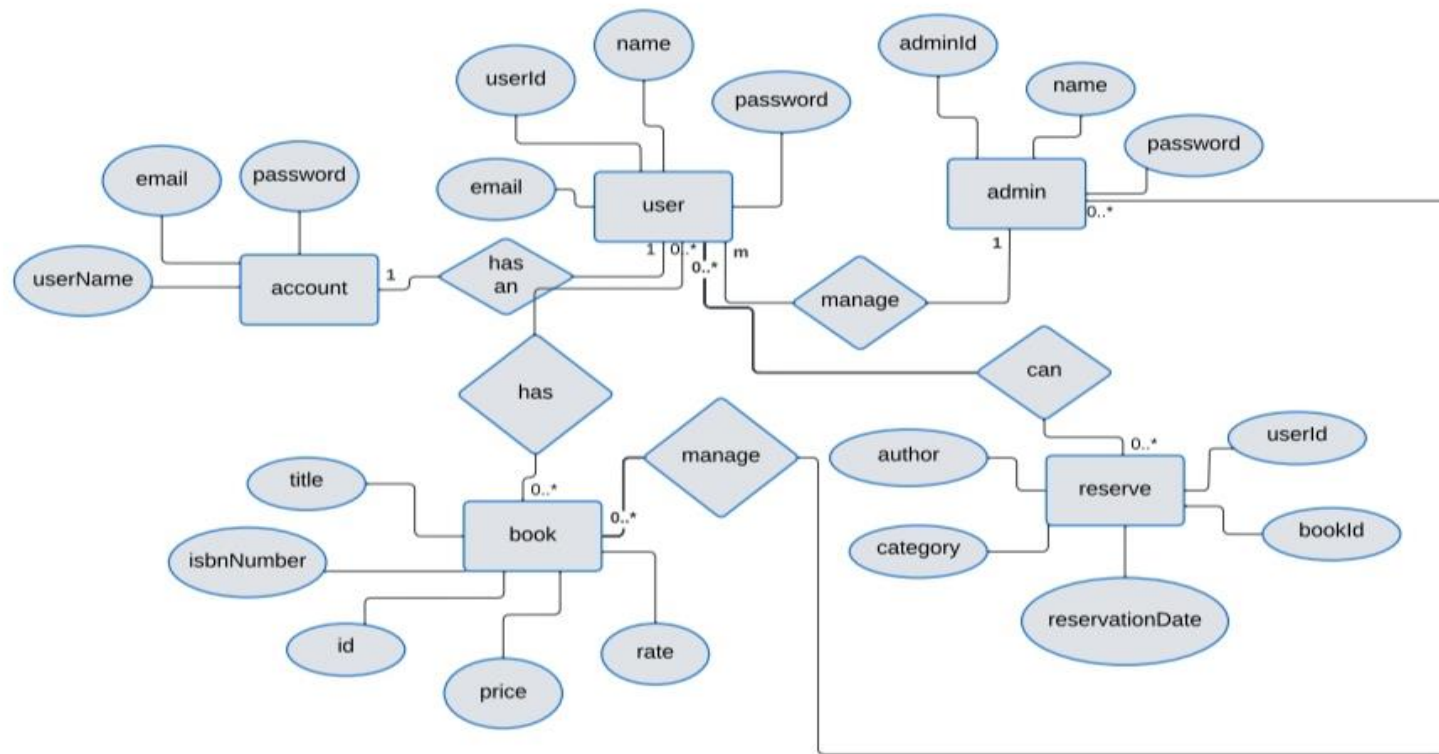 name
adminId
userId
name
password
password
email
password
email
user
admin
0..*
1
0..*
0..*
m
1
userName
account
1
has
an
manage
can
has
manage
0..*
userId
author
title
reserve
0..*
0..*
book
bookId
category
isbnNumber
reservationDate
id
rate
price